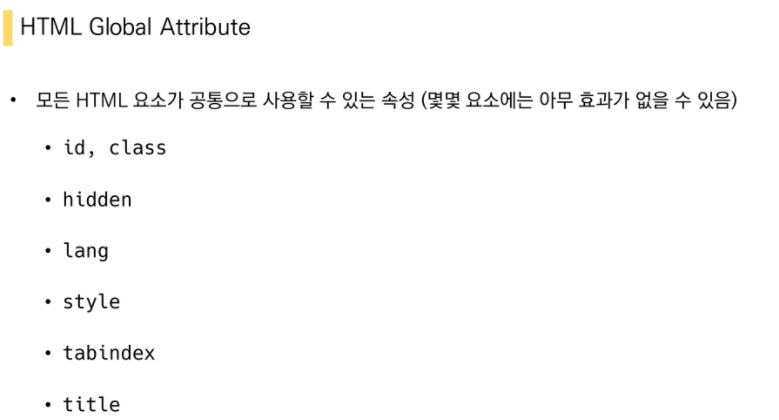 HTML Global Attribute
• 모든 HTML 요소가 공통으로 사용할 수 있는 속성 (몇몇 요소에는 아무 효과가 없을 수 있음)
• id, class
• hidden
• lang
• style
• tabindex
• title